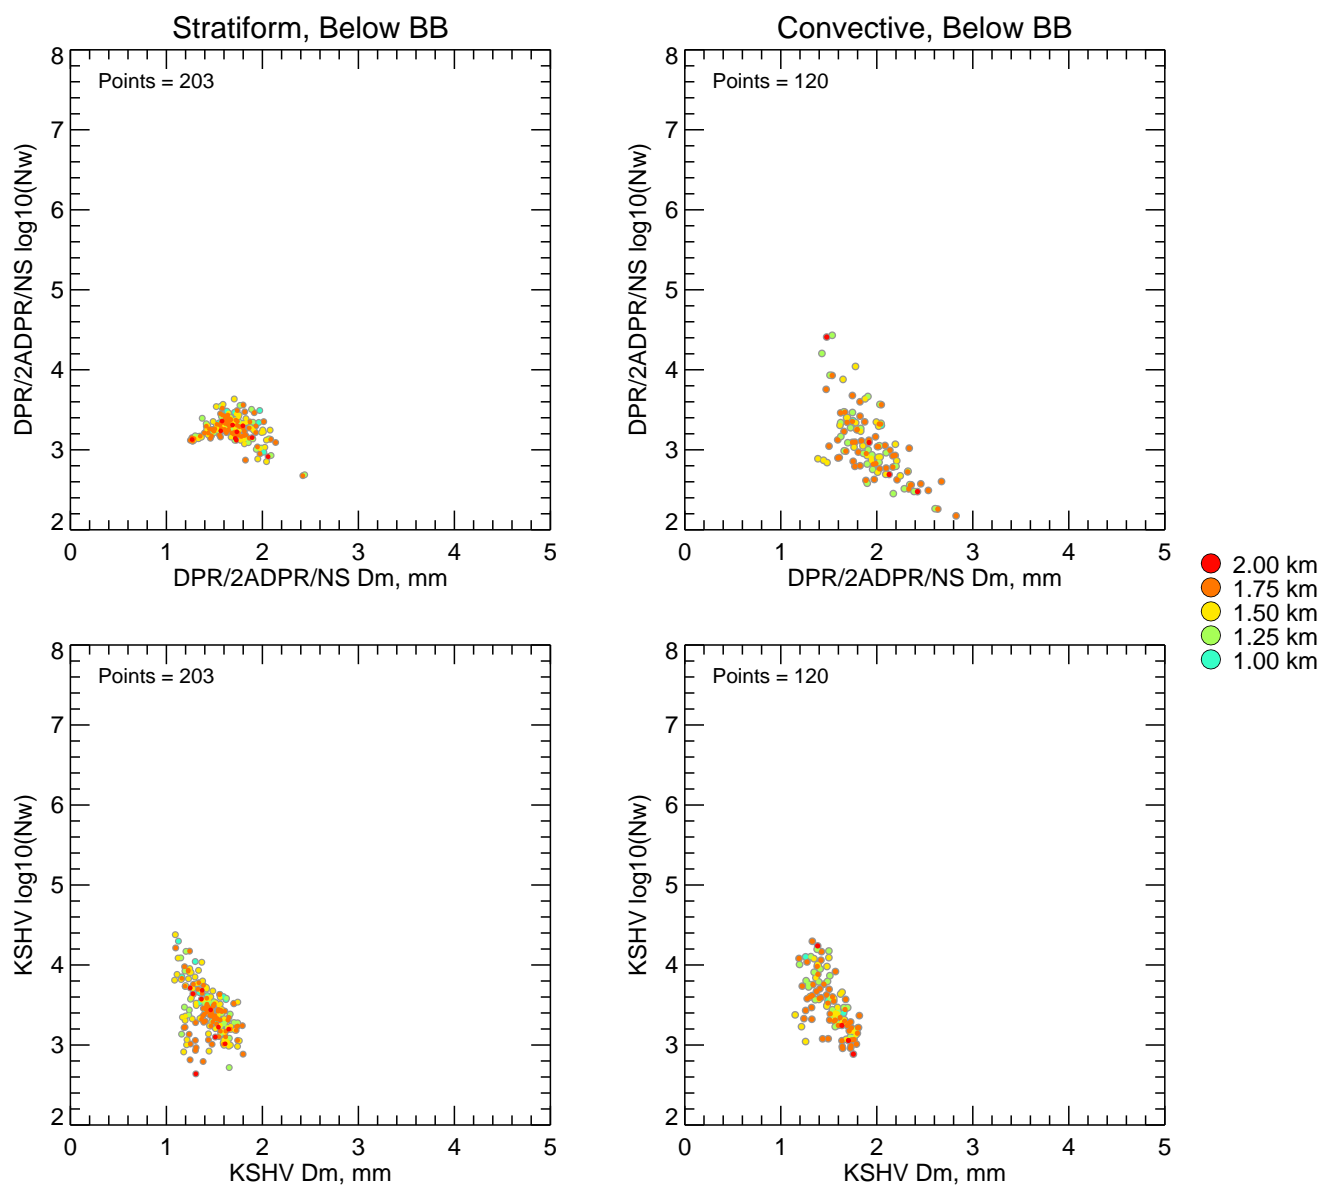 Stratiform, Below BB
Points = 203
DPR/2ADPR/NS log10(Nw)
8
7
6
5
4
3
2
0 1 2 3 4 5
DPR/2ADPR/NS Dm, mm
Convective, Below BB
Points = 120
DPR/2ADPR/NS log10(Nw)
8
7
6
5
4
3
2
0 1 2 3 4 5
DPR/2ADPR/NS Dm, mm
2.00 km
1.75 km
1.50 km
1.25 km
1.00 km
Points = 203
KSHV log10(Nw)
8
7
6
5
4
3
2
0 1 2 3 4 5
KSHV Dm, mm
Points = 120
KSHV log10(Nw)
8
7
6
5
4
3
2
0 1 2 3 4 5
KSHV Dm, mm